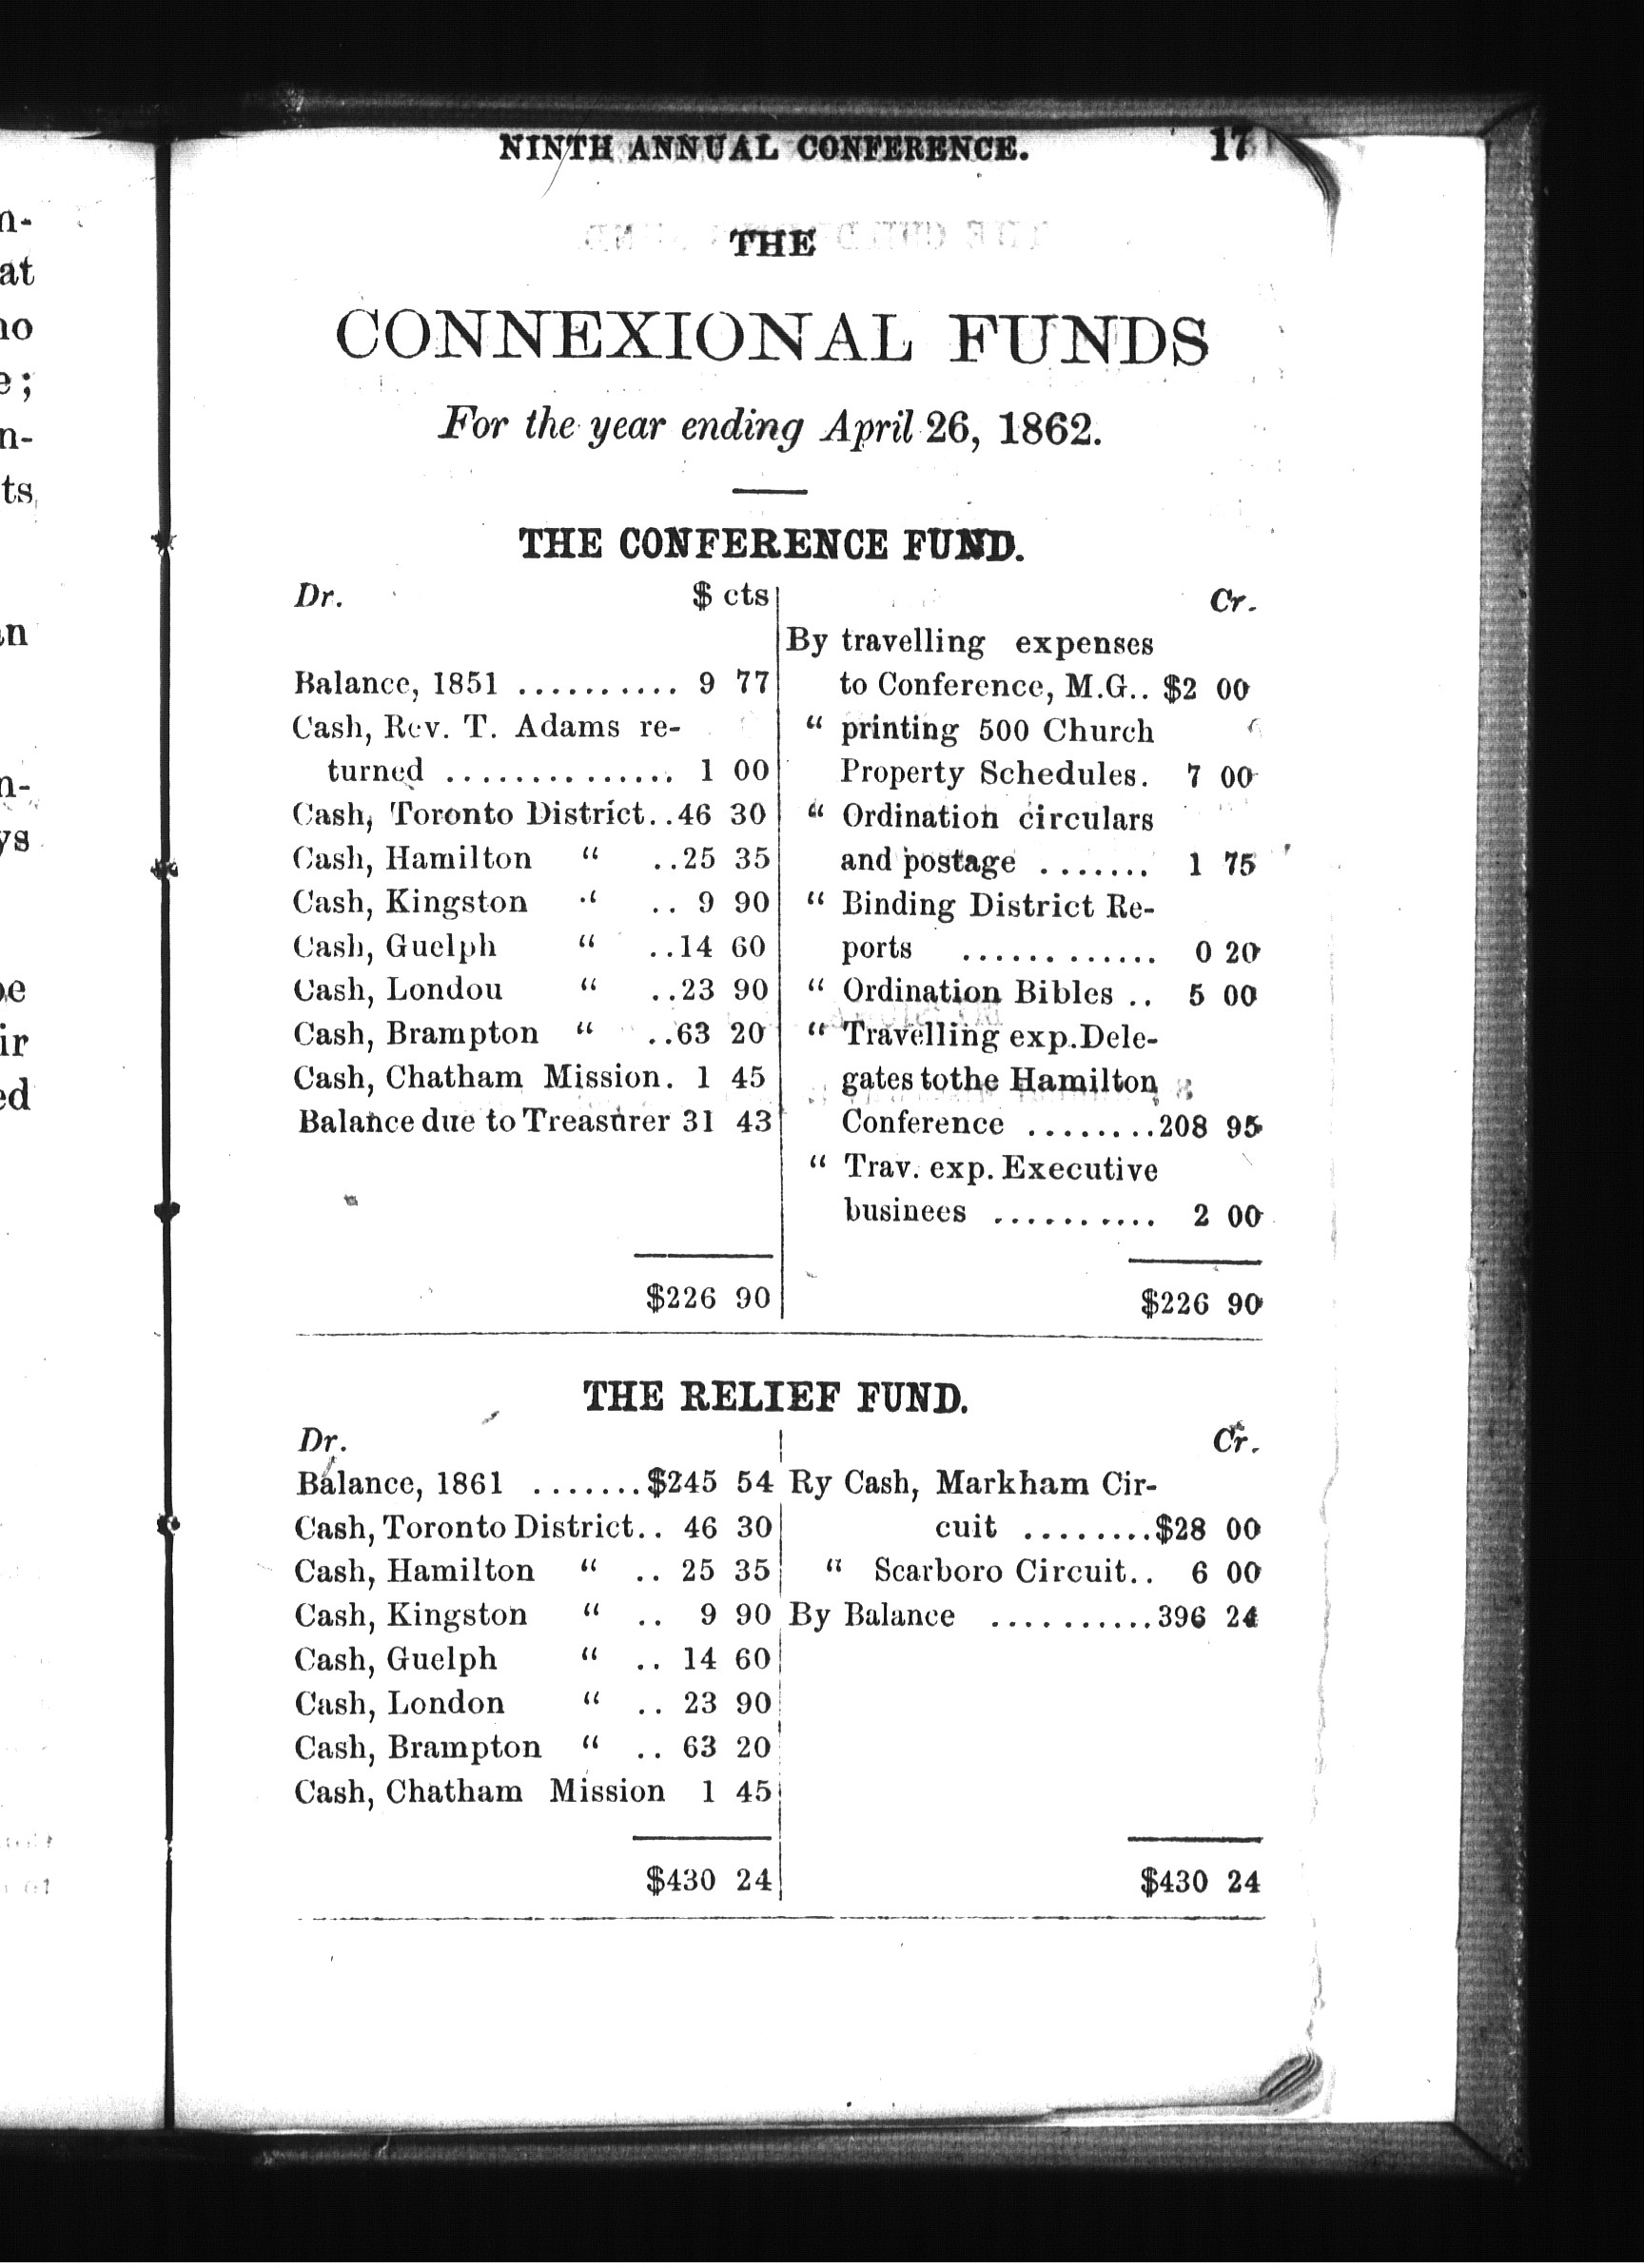 NINTH ANNUAL CONFERENCE. 17
THE
CONNEXIONAL FUNDS
For the year ending April 26, 1862.
THE CONFERENCE FUND.
Dr. $ cts
Balance, 1851 .......... 9 77
Cash, Rev. T. Adams re-
turned .............. 1 00
Cash, Toronto District..46 30
Cash, Hamilton “ ..25 35
Cash, Kingston “ .. 9 90
Cash, Guelph “ ..14 60
Cash, Londou “ ..23 90
Cash, Brampton “ ..63 20
Cash, Chatham Mission. 1 45
Balance due to Treasurer 31 43
$226 90
Cr.
By travelling expenses
to Conference, M.G.. $2 00
“ printing 500 Church
Property Schedules. 7 00
“ Ordination circulars
and postage ....... 1 75
“ Binding District Re-
ports ............ 0 20
“ Ordination Bibles .. 5 00
“ Travelling exp.Dele-
gates tothe Hamilton
Conference ........208 95
“ Trav. exp. Executive
businees .......... 2 00
$226 90
THE RELIEF FUND.
Dr.
Balance, 1861 .......$245 54
Cash, Toronto District.. 46 30
Cash, Hamilton “ .. 25 35
Cash, Kingston “ .. 9 90
Cash, Guelph “ .. 14 60
Cash, London “ .. 23 90
Cash, Brampton “ .. 63 20
Cash, Chatham Mission 1 45
$430 24
Cr.
Ry Cash, Markham Cir-
cuit ........$28 00
“ Scarboro Circuit.. 6 00
By Balance ..........396 24
$430 24